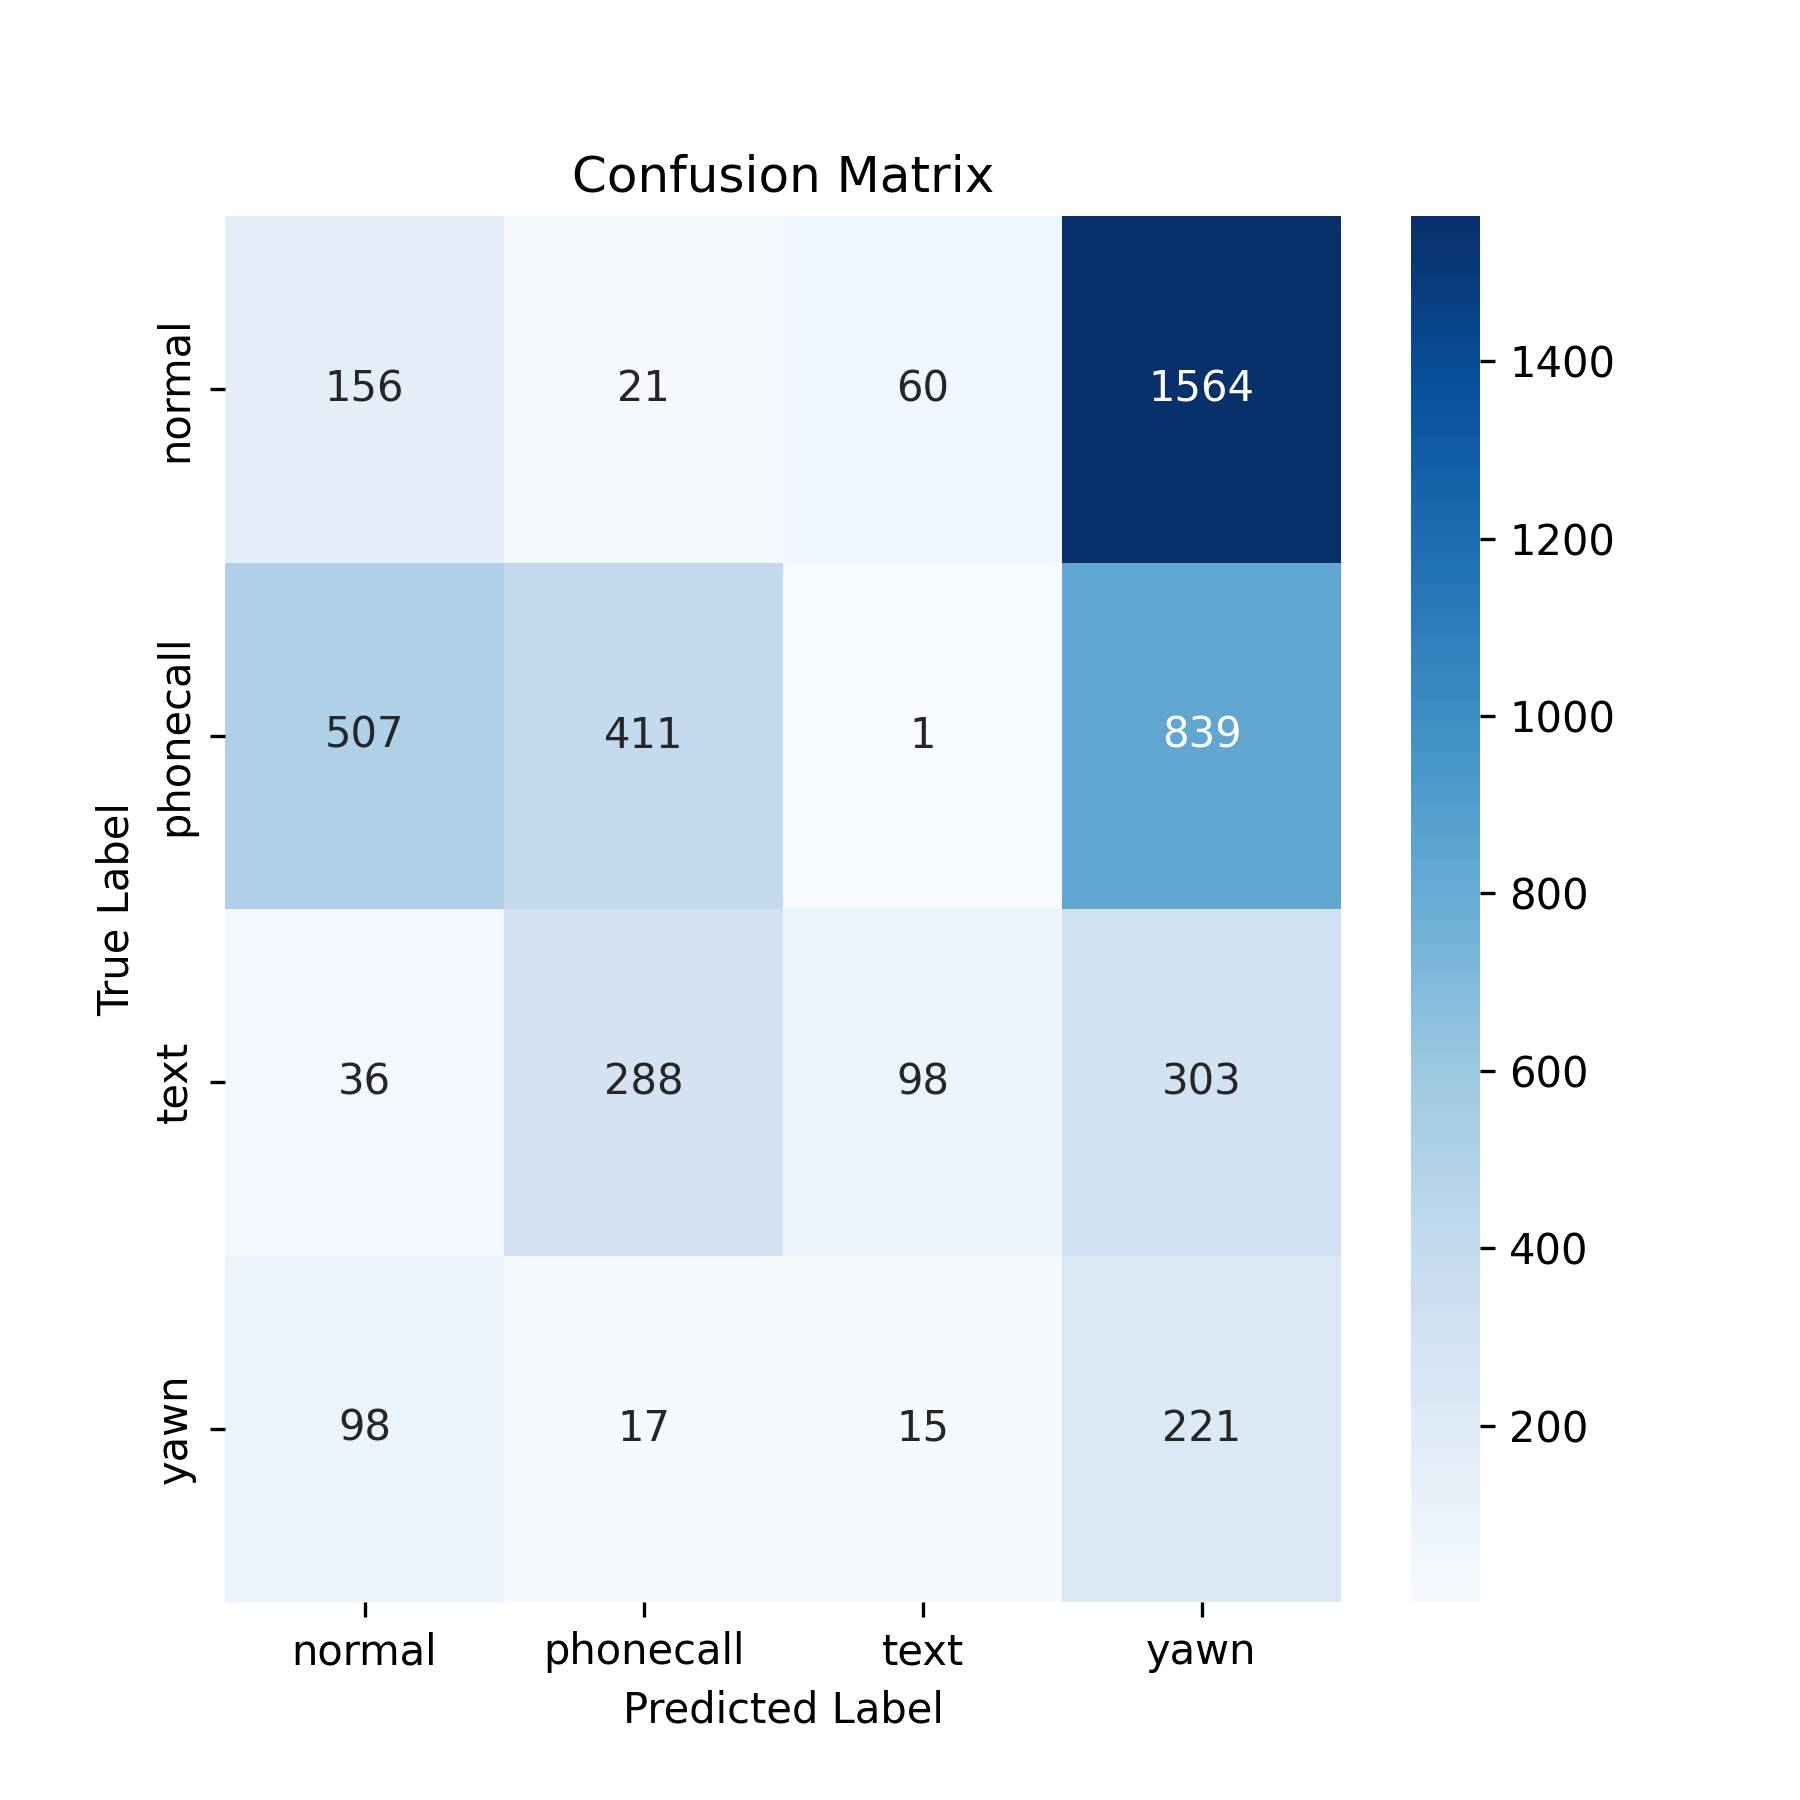 Confusion Matrix
normal 156 21 60 1564
phonecall 507 411 1 839
text 36 288 98 303
yawn 98 17 15 221
normal phonecall text yawn
Predicted Label
True Label
1400
1200
1000
800
600
400
200